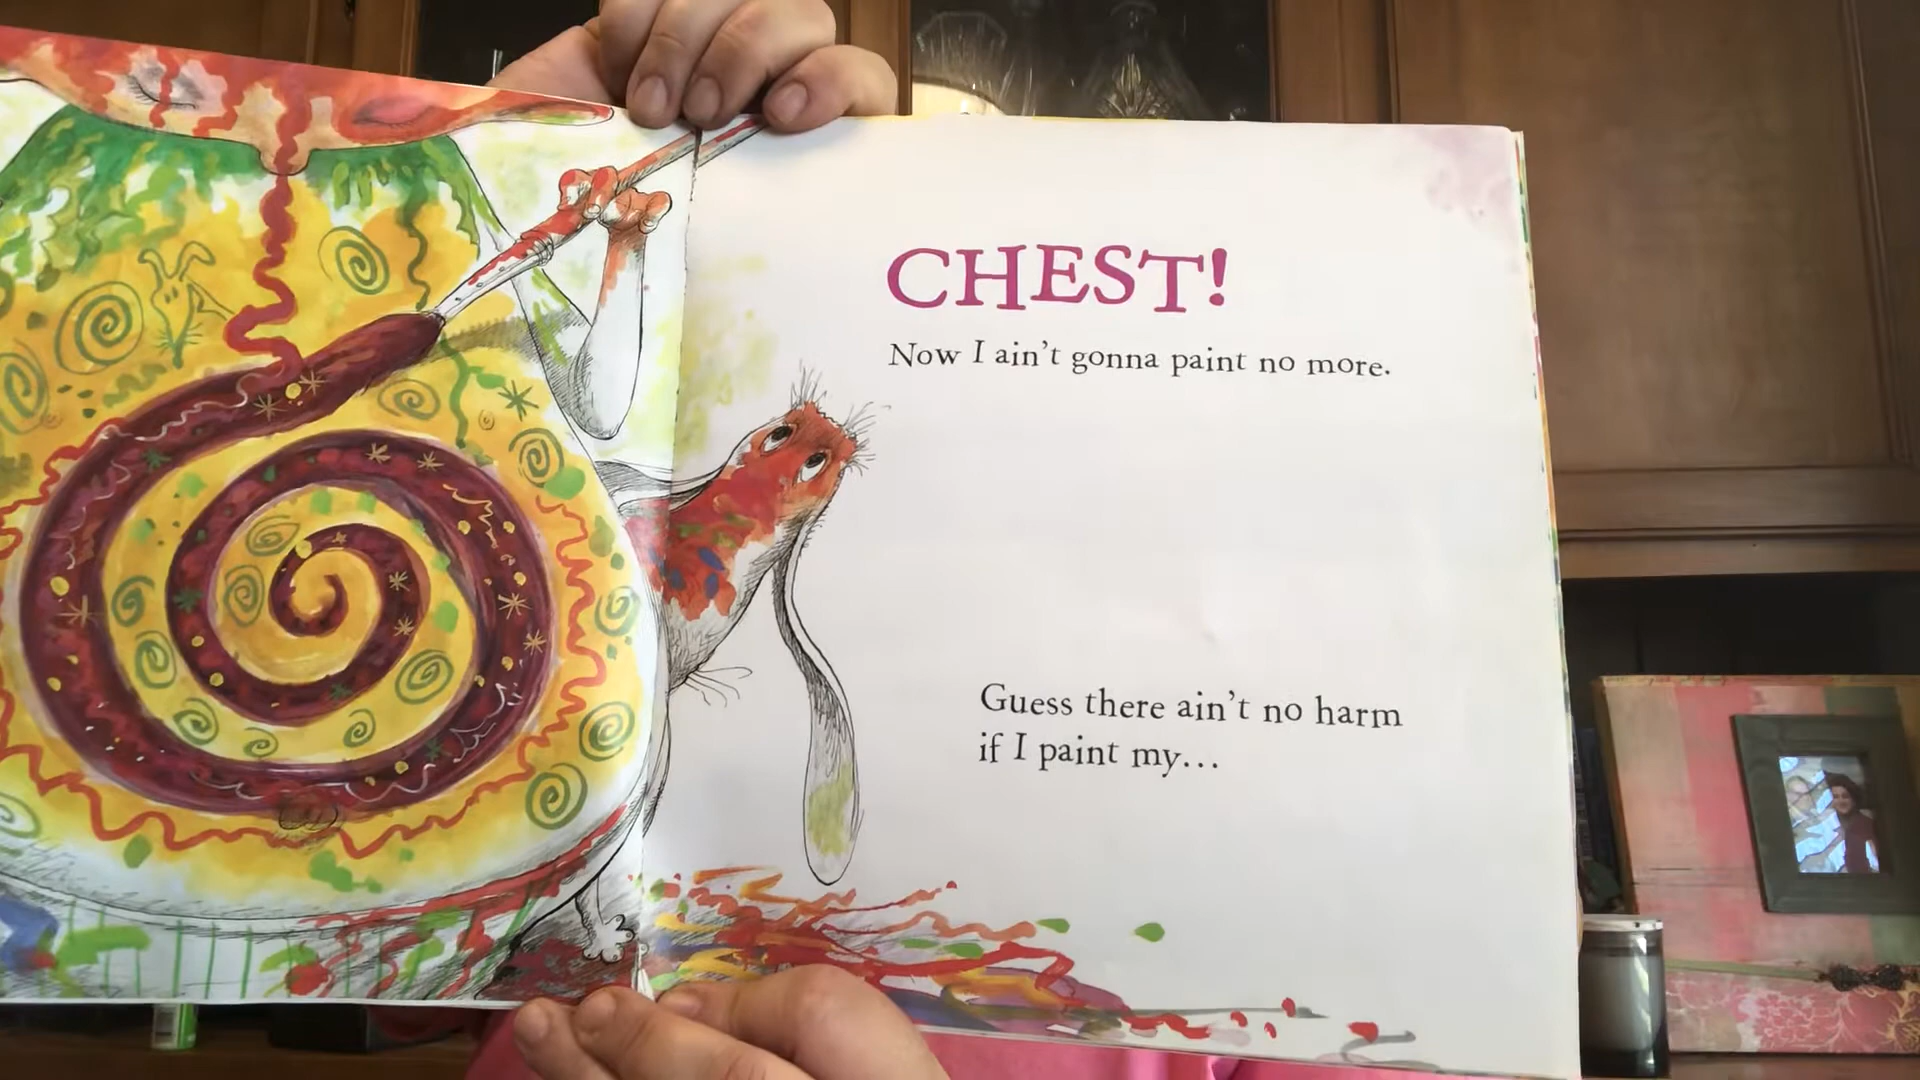 CHEST!
Now I ain't gonna paint no more.
Guess there ain't no harm
if I paint my...